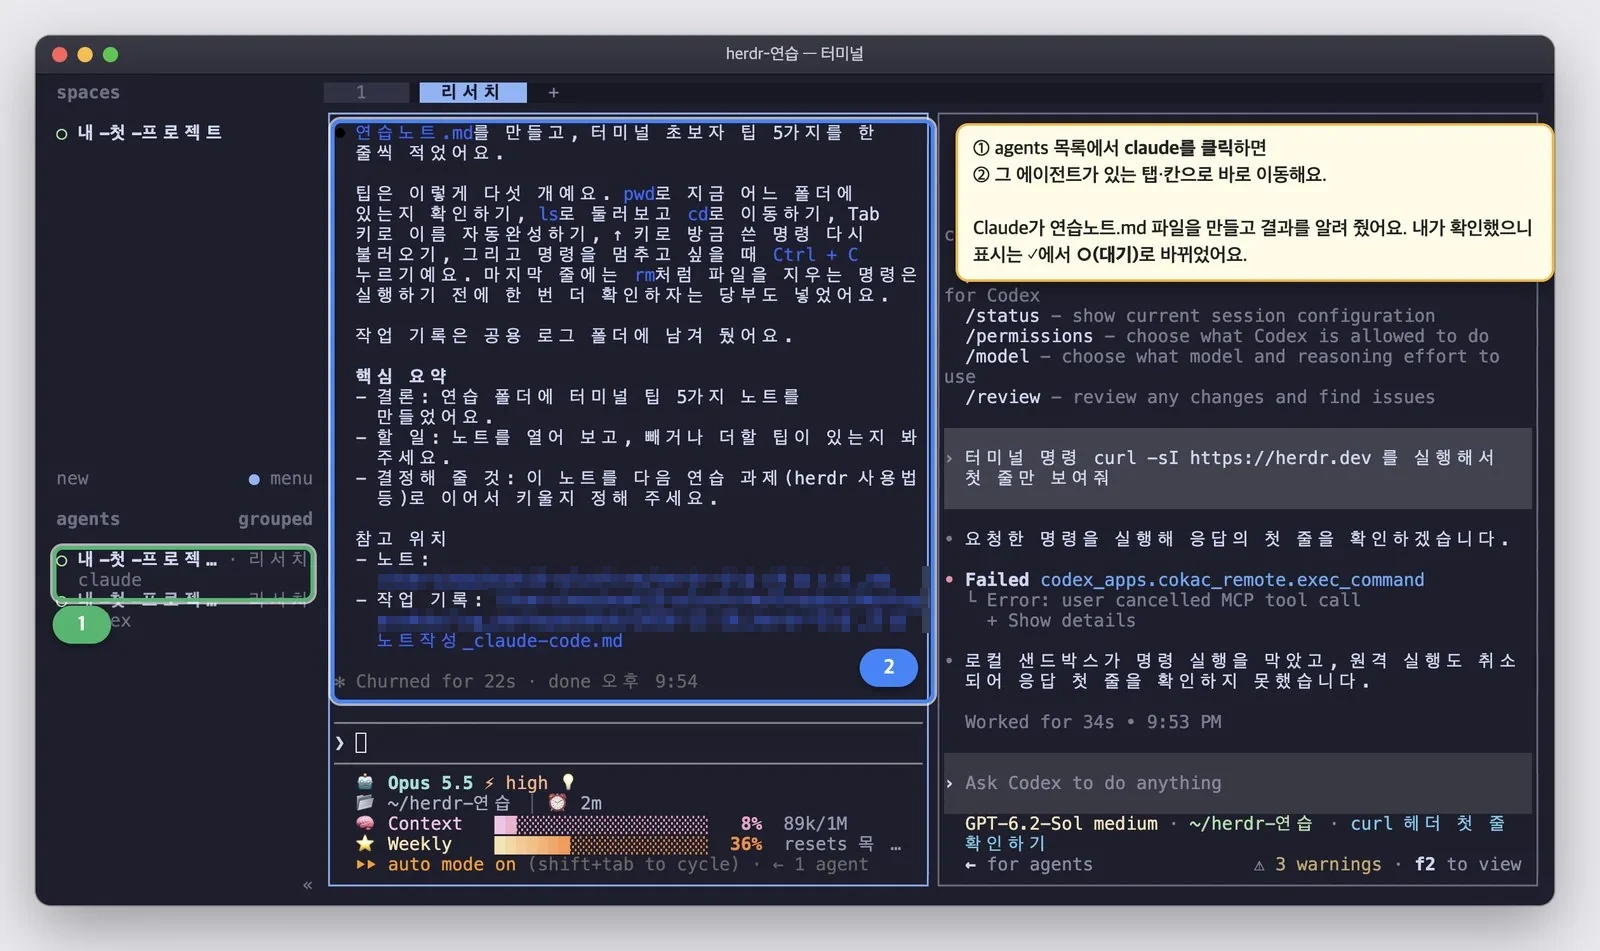 herdr-연습 — 터미널
spaces
1
리서치
+
내-첫-프로젝트
new
menu
agents
grouped
내-첫-프로젝… · 리서치
claude
내-첫-프로젝… 리서치
ex
1
«
연습노트.md를 만들고, 터미널 초보자 팁 5가지를 한
줄씩 적었어요.
팁은 이렇게 다섯 개예요. pwd로 지금 어느 폴더에
있는지 확인하기, ls로 둘러보고 cd로 이동하기, Tab
키로 이름 자동완성하기, ↑ 키로 방금 쓴 명령 다시
불러오기, 그리고 명령을 멈추고 싶을 때 Ctrl + C
누르기예요. 마지막 줄에는 rm처럼 파일을 지우는 명령은
실행하기 전에 한 번 더 확인하자는 당부도 넣었어요.
작업 기록은 공용 로그 폴더에 남겨 뒀어요.
핵심 요약
- 결론: 연습 폴더에 터미널 팁 5가지 노트를
만들었어요.
- 할 일: 노트를 열어 보고, 빼거나 더할 팁이 있는지 봐
주세요.
- 결정해 줄 것: 이 노트를 다음 연습 과제(herdr 사용법
등)로 이어서 키울지 정해 주세요.
참고 위치
- 노트:
- 작업 기록:
노트작성_claude-code.md
2
✻ Churned for 22s · done 오후 9:54
❯
Opus 5.5 ⚡ high
~/herdr-연습 | 2m
Context 8% 89k/1M
Weekly 36% resets 목 …
▸▸ auto mode on (shift+tab to cycle) · ← 1 agent
① agents 목록에서 claude를 클릭하면
② 그 에이전트가 있는 탭·칸으로 바로 이동해요.
Claude가 연습노트.md 파일을 만들고 결과를 알려 줬어요. 내가 확인했으니
표시는 ✓에서 O(대기)로 바뀌었어요.
c
for Codex
/status - show current session configuration
/permissions - choose what Codex is allowed to do
/model - choose what model and reasoning effort to
use
/review - review any changes and find issues
› 터미널 명령 curl -sI https://herdr.dev 를 실행해서
첫 줄만 보여줘
• 요청한 명령을 실행해 응답의 첫 줄을 확인하겠습니다.
• Failed codex_apps.cokac_remote.exec_command
└ Error: user cancelled MCP tool call
+ Show details
• 로컬 샌드박스가 명령 실행을 막았고, 원격 실행도 취소
되어 응답 첫 줄을 확인하지 못했습니다.
Worked for 34s • 9:53 PM
› Ask Codex to do anything
GPT-6.2-Sol medium · ~/herdr-연습 · curl 헤더 첫 줄
확인하기
← for agents
⚠ 3 warnings · f2 to view